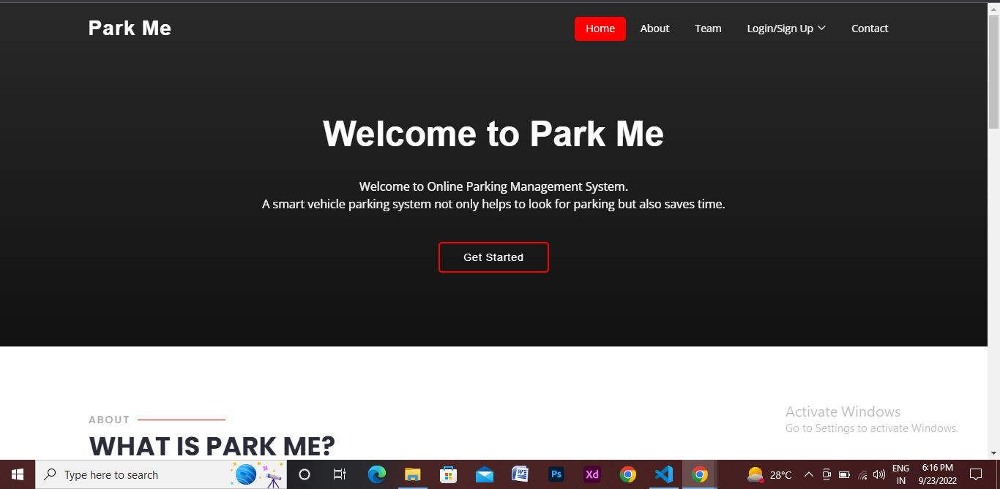 Park Me
Home About Team Login/Sign Up Contact
Welcome to Park Me
Welcome to Online Parking Management System.
A smart vehicle parking system not only helps to look for parking but also saves time.
Get Started
ABOUT
WHAT IS PARK ME?
Activate Windows
Go to Settings to activate Windows.
Type here to search
W
Ps
Xd
28°C
ENG
IN
6:16 PM
9/23/2022